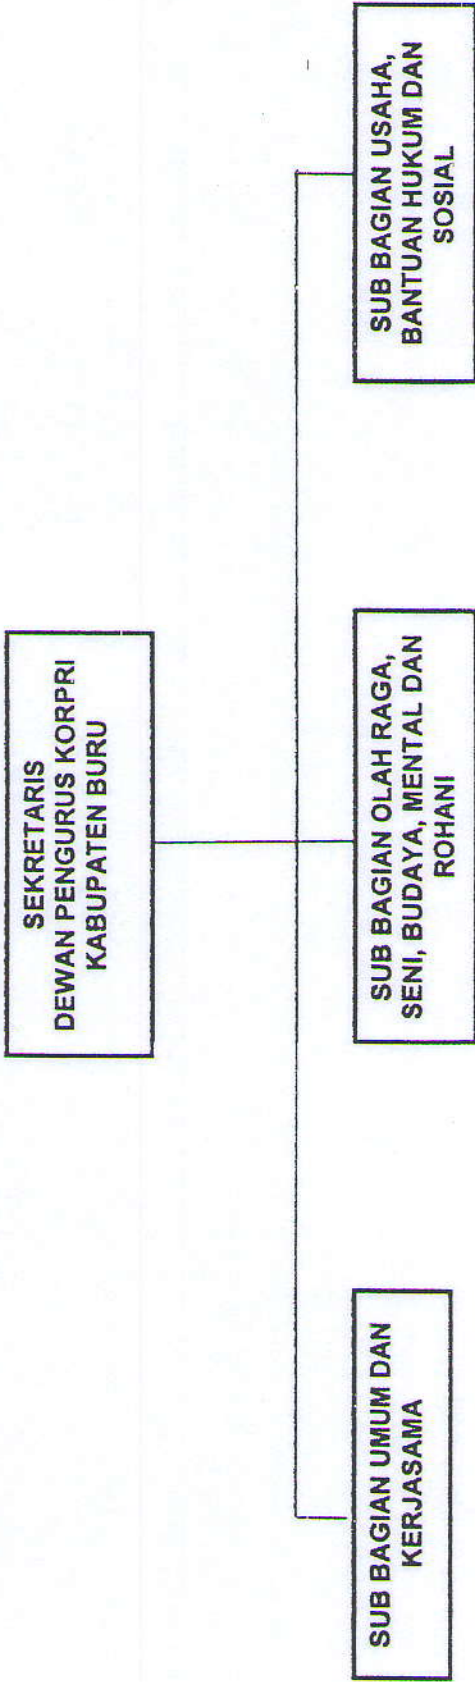 SEKRETARIS
DEWAN PENGURUS KORPRI
KABUPATEN BURU
SUB BAGIAN UMUM DAN
KERJASAMA
SUB BAGIAN OLAH RAGA,
SENI, BUDAYA, MENTAL DAN
ROHANI
SUB BAGIAN USAHA,
BANTUAN HUKUM DAN
SOSIAL